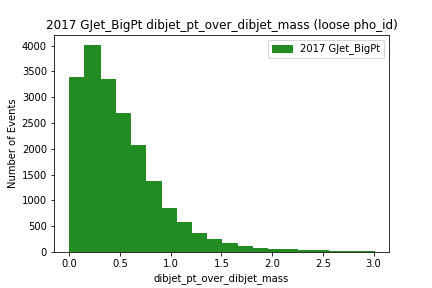 2017 GJet_BigPt dibjet_pt_over_dibjet_mass (loose pho_id)
2017 GJet_BigPt
Number of Events
4000
3500
3000
2500
2000
1500
1000
500
0
0.0 0.5 1.0 1.5 2.0 2.5 3.0
dibjet_pt_over_dibjet_mass